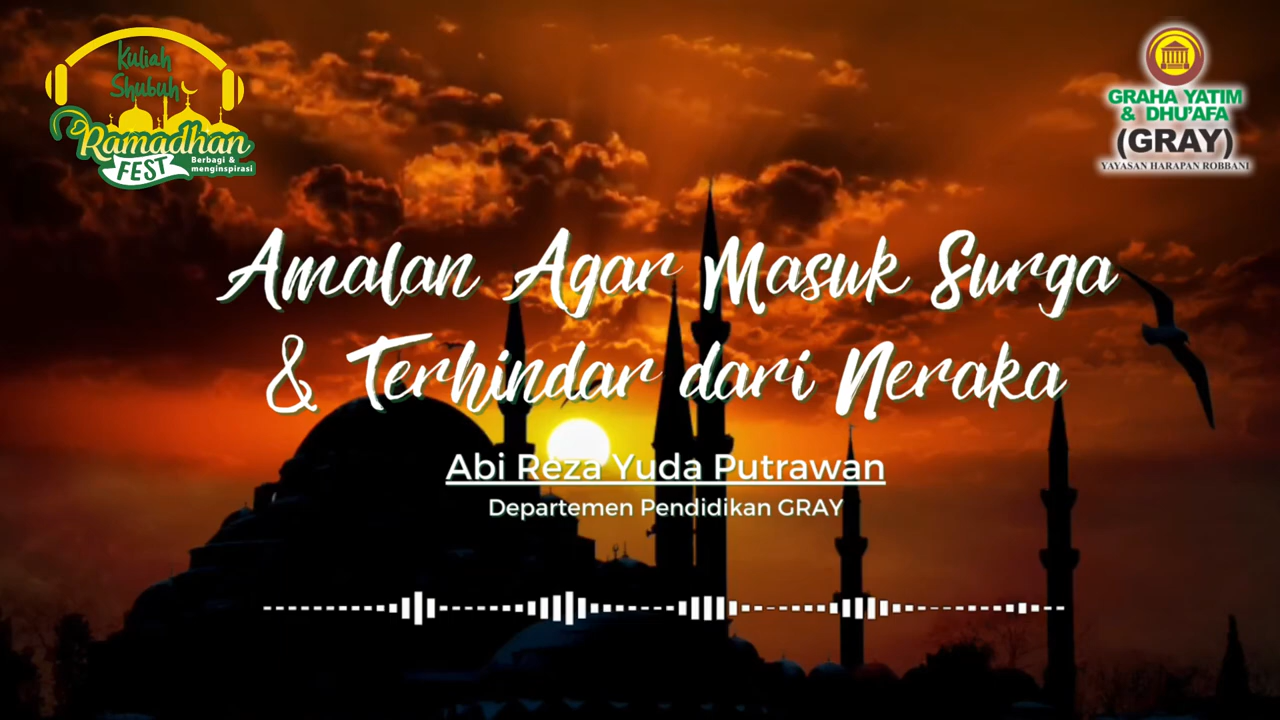 Kuliah
Shubuh
Ramadhan
FEST
Berbagi &
menginspirasi
GRAHA YATIM
& DHU'AFA
(GRAY)
YAYASAN HARAPAN ROBBANI
Amalan Agar Masuk Surga
& Terhindar dari Neraka
Abi Reza Yuda Putrawan
Departemen Pendidikan GRAY